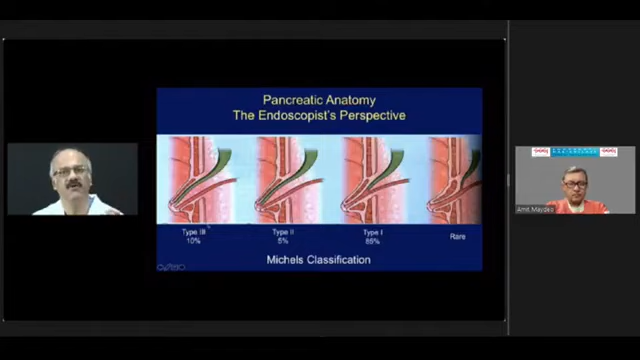 Pancreatic Anatomy
The Endoscopist's Perspective
Type III
10%
Type II
5%
Type I
85%
Rare
Michels Classification
Amit Maydeo